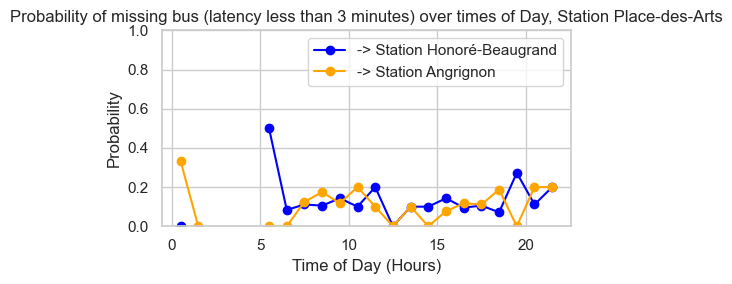 Probability of missing bus (latency less than 3 minutes) over times of Day, Station Place-des-Arts
1.0
-> Station Honoré-Beaugrand
-> Station Angrignon
0.8
0.6
0.4
0.2
0.0
Probability
0
5
10
15
20
Time of Day (Hours)